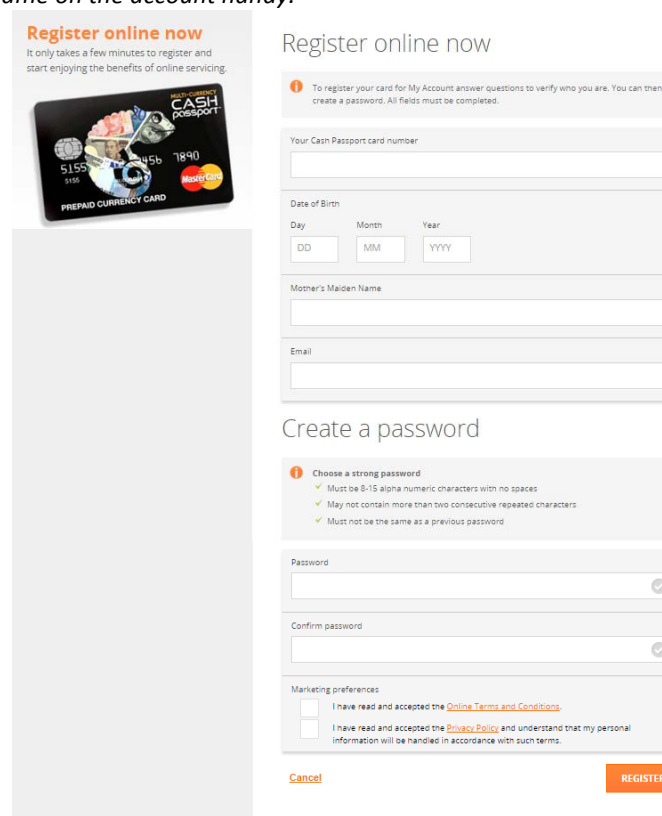 ame on the account handy.
Register online now
It only takes a few minutes to register and
start enjoying the benefits of online servicing.
MULTI-CURRENCY
CASH
passport
5155
456 7890
5155
MasterCard
PREPAID CURRENCY CARD
Register online now
To register your card for My Account answer questions to verify who you are. You can then
create a password. All fields must be completed.
Your Cash Passport card number
Date of Birth
Day Month Year
DD MM YYYY
Mother's Maiden Name
Email
Create a password
Choose a strong password
Must be 8-15 alpha numeric characters with no spaces
May not contain more than two consecutive repeated characters
Must not be the same as a previous password
Password
Confirm password
Marketing preferences
I have read and accepted the Online Terms and Conditions.
I have read and accepted the Privacy Policy and understand that my personal
information will be handled in accordance with such terms.
Cancel
REGISTER